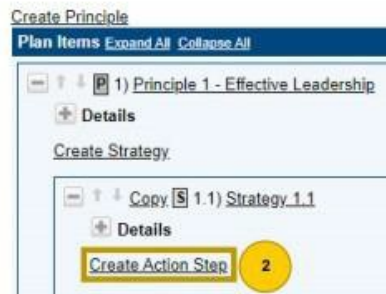 Create Principle
Plan Items Expand All Collapse All
P 1) Principle 1 - Effective Leadership
Details
Create Strategy
Copy S 1.1) Strategy 1.1
Details
Create Action Step 2